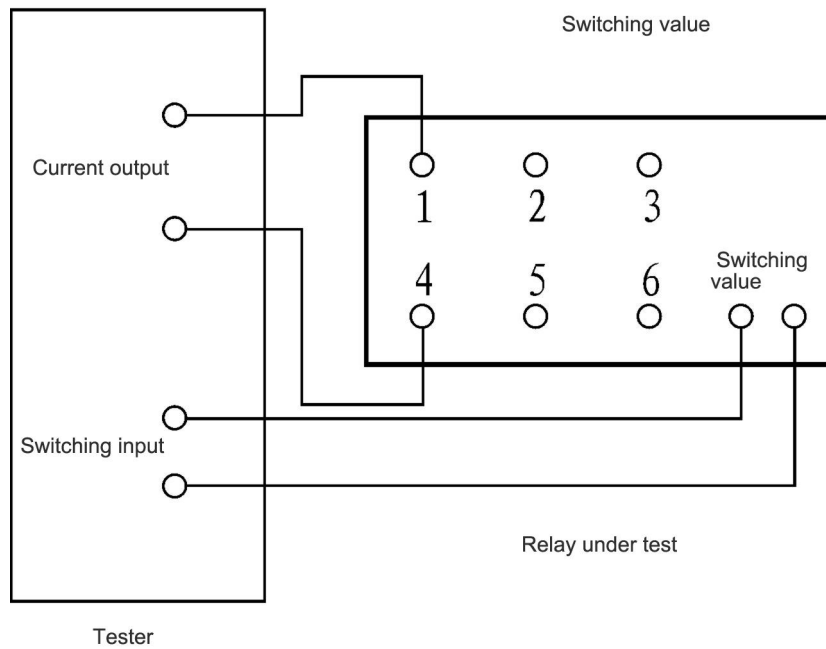 Switching value
Current output
1 2 3
4 5 6
Switching
value
Switching input
Relay under test
Tester